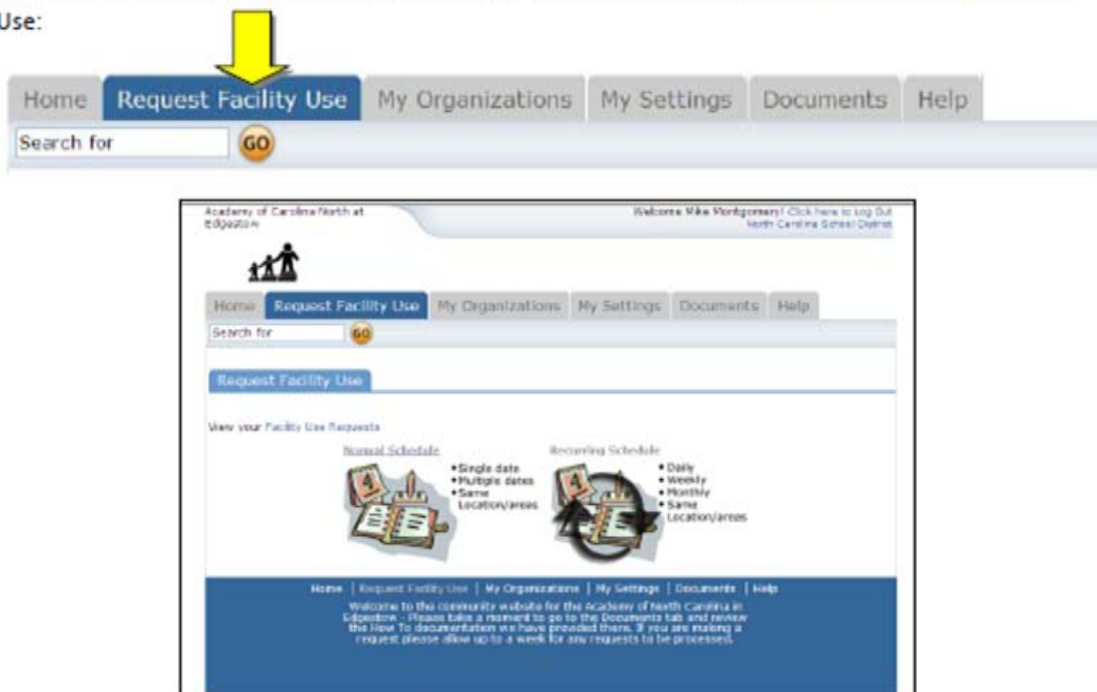 Use:
Home Request Facility Use My Organizations My Settings Documents Help
Search for GO
Academy of Carolina North at
Edgestow
Welcome Mike Montgomery! Click here to Log Out
North Carolina School District
Home Request Facility Use My Organizations My Settings Documents Help
Search for GO
Request Facility Use
View your Facility Use Requests
Normal Schedule
• Single date
• Multiple dates
• Same
Location/areas
Recurring Schedule
• Daily
• Weekly
• Monthly
• Same
Location/areas
Home | Request Facility Use | My Organizations | My Settings | Documents | Help
Welcome to the community website for the Academy of North Carolina in
Edgestow - Please take a moment to go to the Documents tab and review
the How To documentation we have provided there. If you are making a
request please allow up to a week for any requests to be processed.